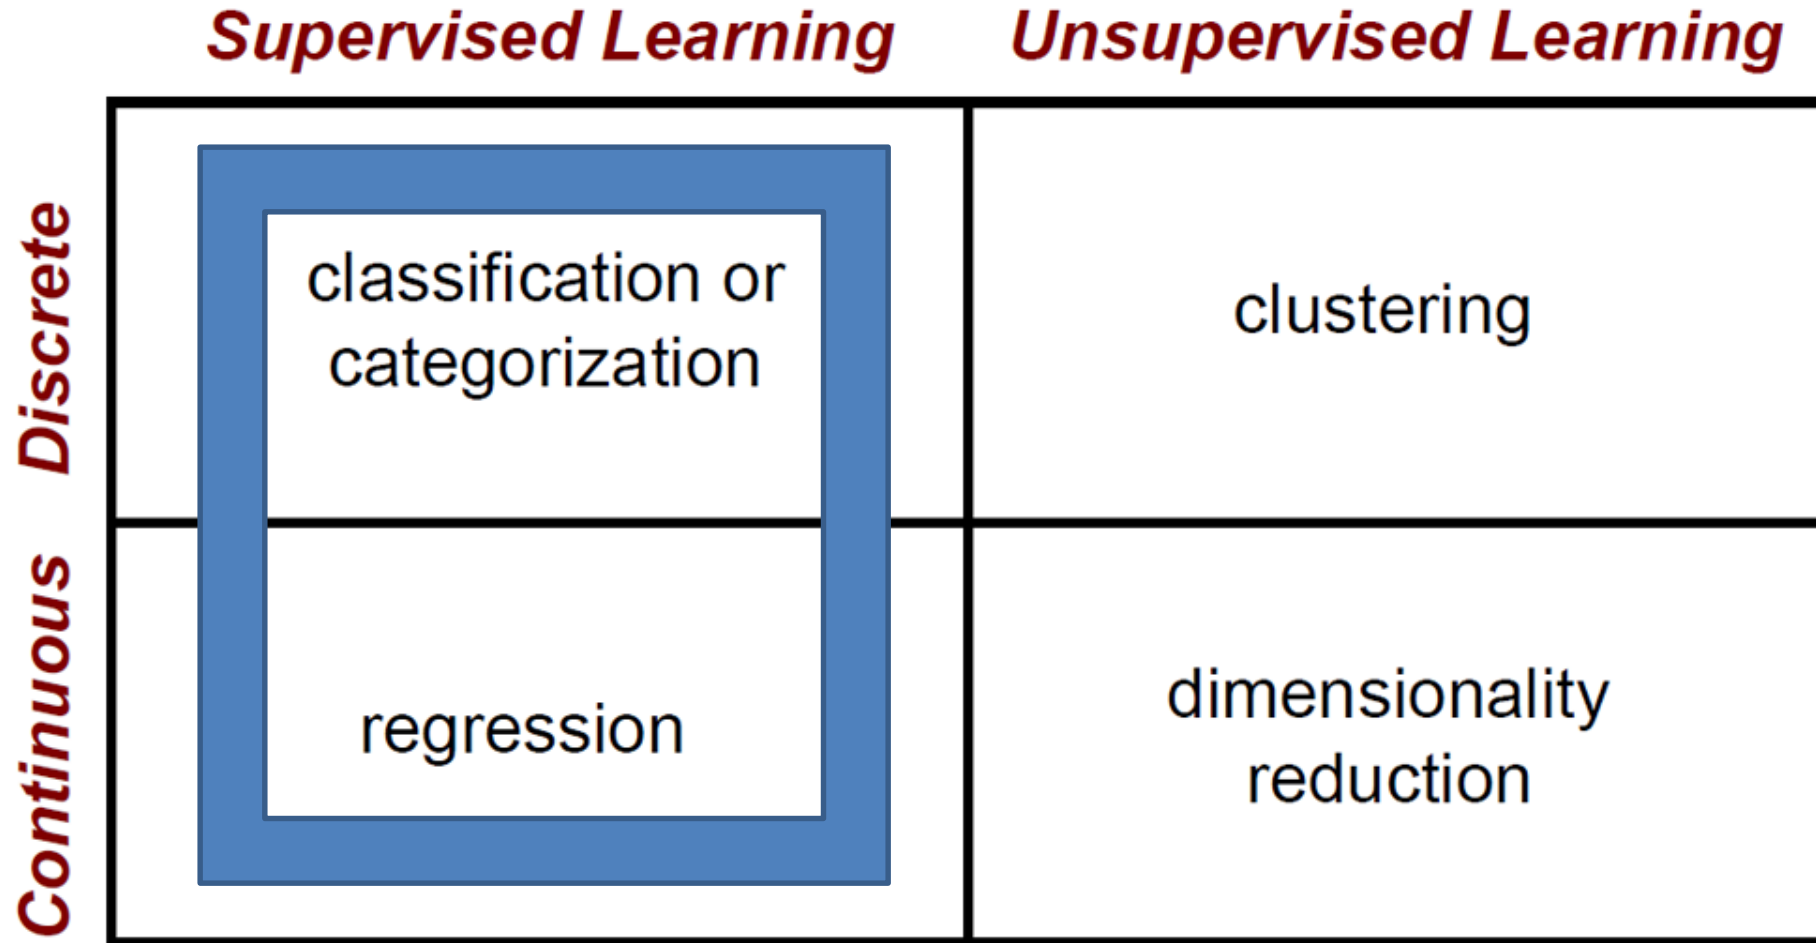 Supervised Learning
Unsupervised Learning
Discrete
classification or
categorization
clustering
Continuous
regression
dimensionality
reduction